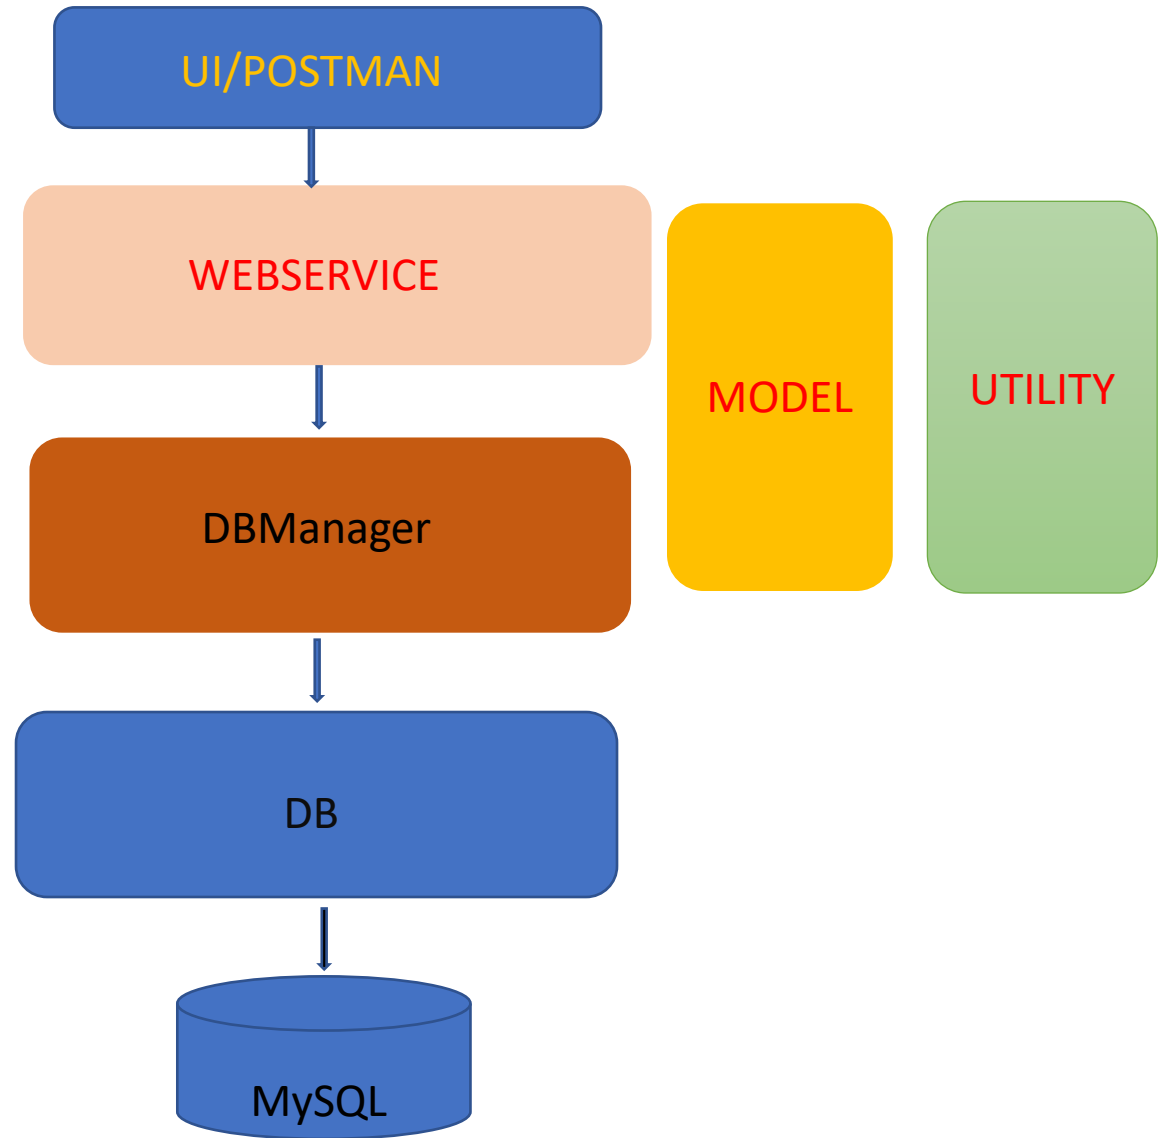 UI/POSTMAN
WEBSERVICE
MODEL
UTILITY
DBManager
DB
MySQL